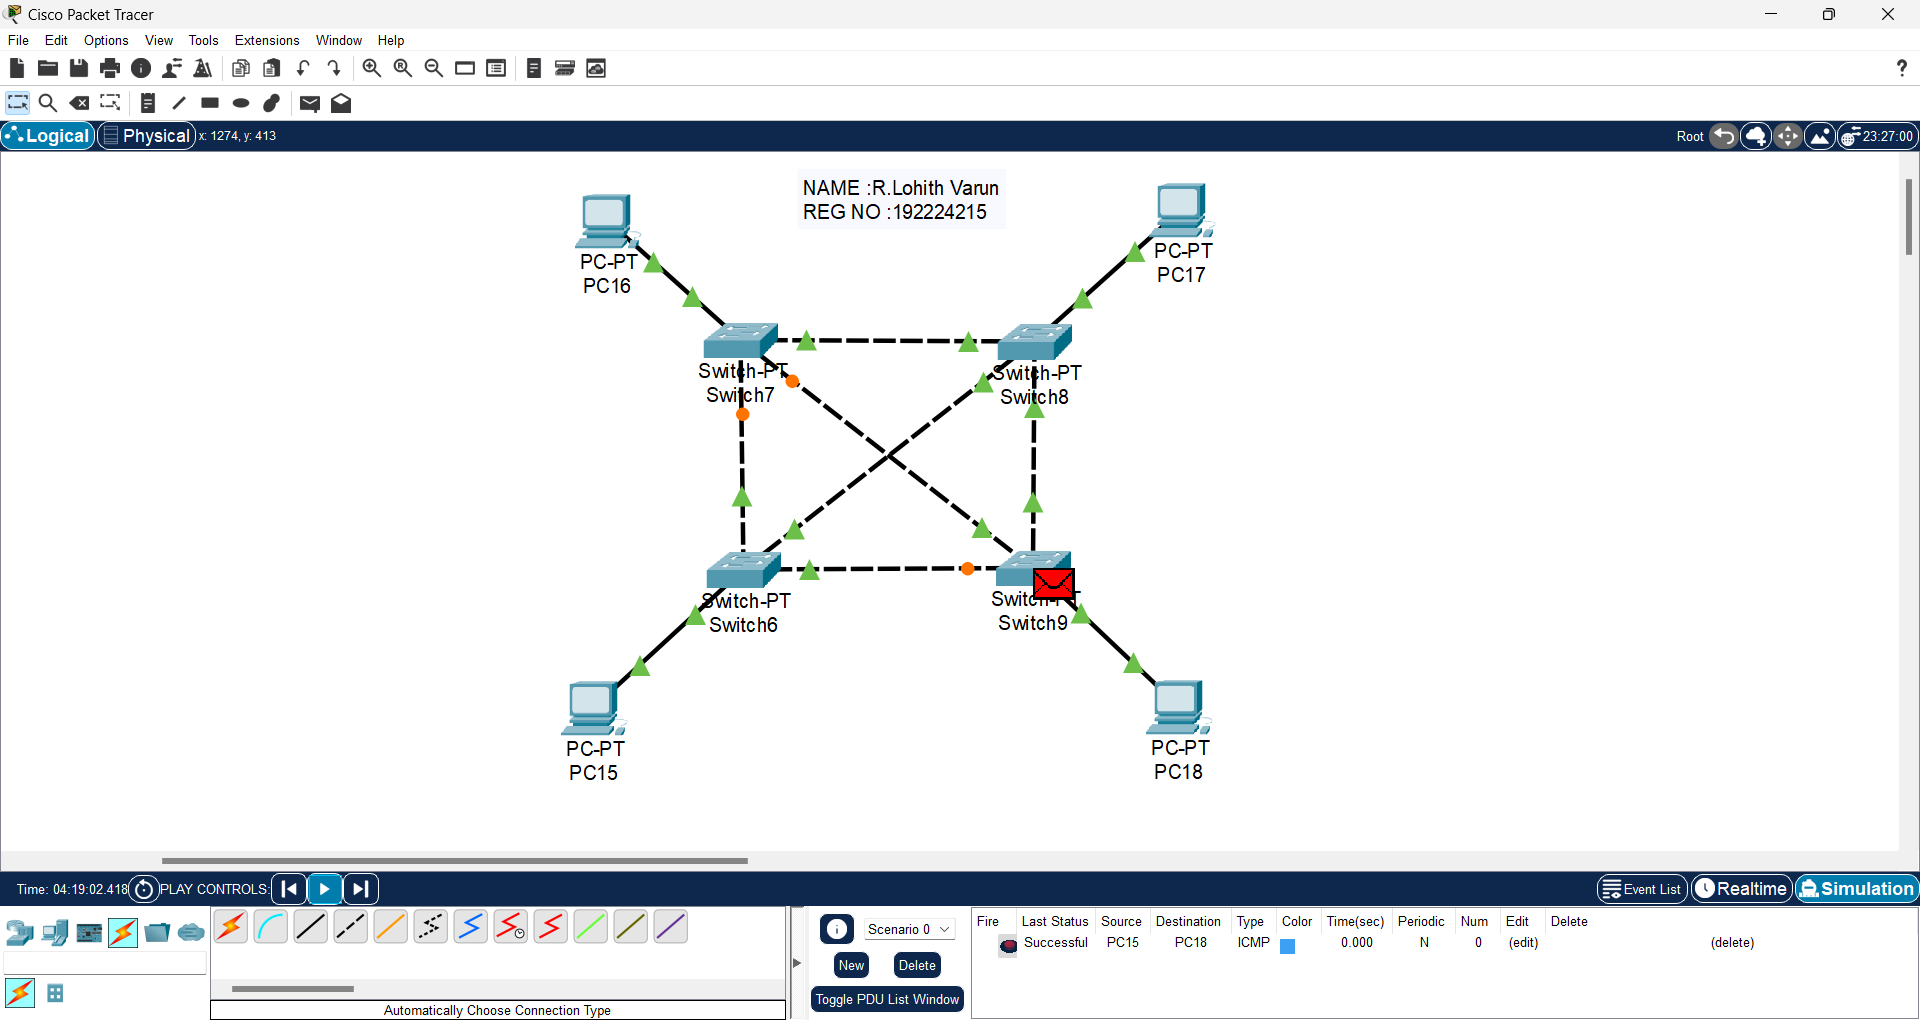 Cisco Packet Tracer
File Edit Options View Tools Extensions Window Help
?
Logical Physical x: 1274, y: 413 Root 23:27:00
NAME :R.Lohith Varun
REG NO :192224215
PC-PT
PC16
PC-PT
PC17
Switch-PT
Switch7
Switch-PT
Switch8
Switch-PT
Switch6
Switch-PT
Switch9
PC-PT
PC15
PC-PT
PC18
Time: 04:19:02.418 PLAY CONTROLS: Event List Realtime Simulation
Automatically Choose Connection Type
Scenario 0
New Delete
Toggle PDU List Window
Fire Last Status Source Destination Type Color Time(sec) Periodic Num Edit Delete
Successful PC15 PC18 ICMP 0.000 N 0 (edit) (delete)